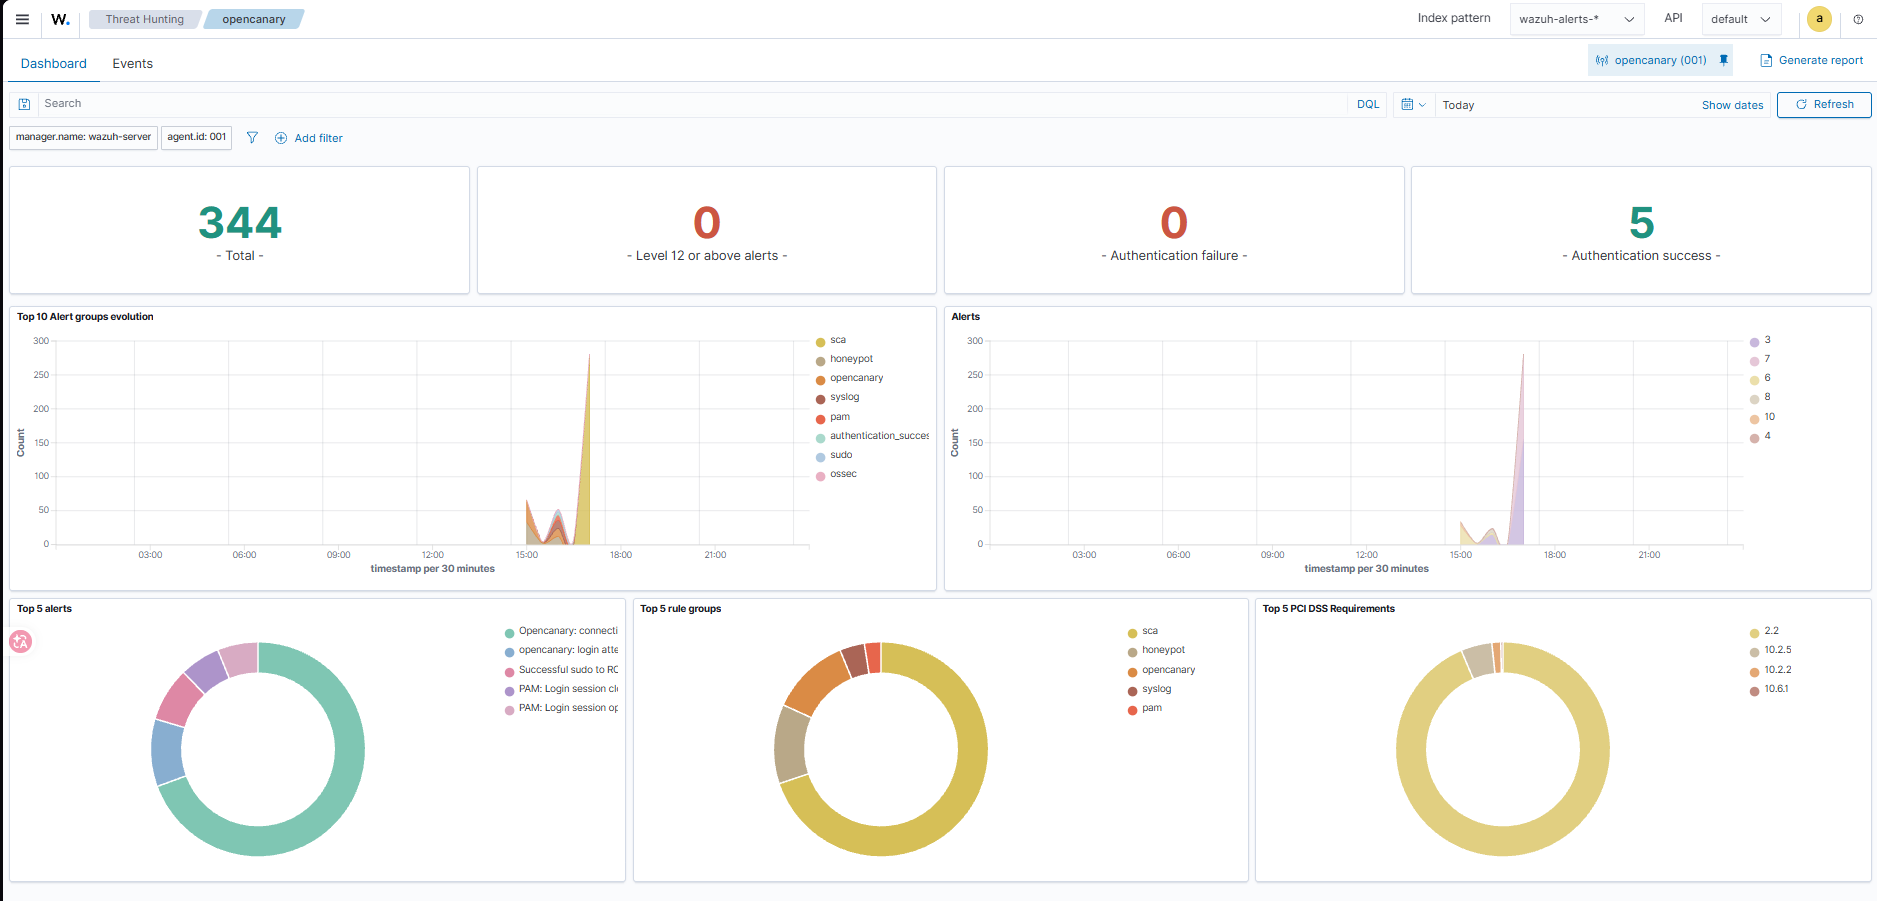 W. Threat Hunting opencanary Index pattern wazuh-alerts-* API default a
Dashboard Events opencanary (001) Generate report
Search DQL Today Show dates Refresh
manager.name: wazuh-server agent.id: 001 Add filter
344
- Total -
0
- Level 12 or above alerts -
0
- Authentication failure -
5
- Authentication success -
Top 10 Alert groups evolution
300
250
200
150
100
50
0
Count
03:00 06:00 09:00 12:00 15:00 18:00 21:00
timestamp per 30 minutes
sca
honeypot
opencanary
syslog
pam
authentication_succes
sudo
ossec
Alerts
300
250
200
150
100
50
0
Count
03:00 06:00 09:00 12:00 15:00 18:00 21:00
timestamp per 30 minutes
3
7
6
8
10
4
Top 5 alerts
Opencanary: connecti
opencanary: login atte
Successful sudo to RO
PAM: Login session cl
PAM: Login session op
Top 5 rule groups
sca
honeypot
opencanary
syslog
pam
Top 5 PCI DSS Requirements
2.2
10.2.5
10.2.2
10.6.1